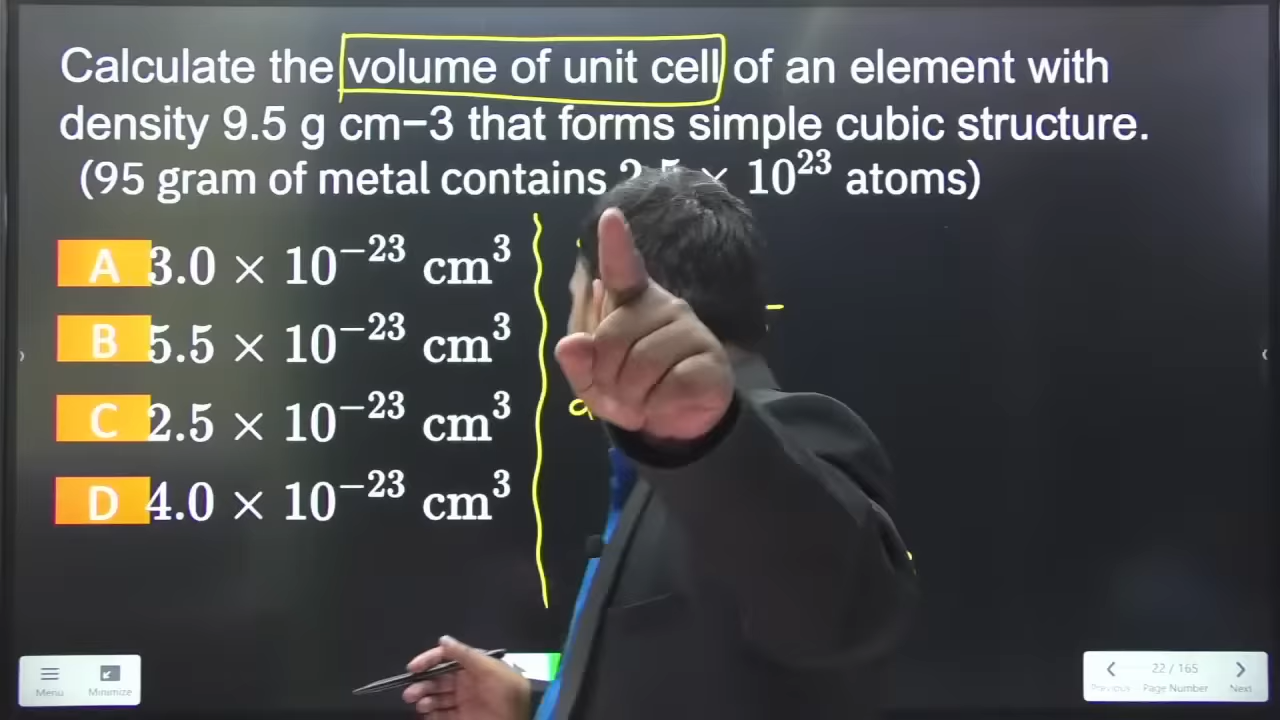 Calculate the volume of unit cell of an element with
density 9.5 g cm−3 that forms simple cubic structure.
(95 gram of metal contains 2.5 × 10²³ atoms)
A 3.0 × 10⁻²³ cm³
B 5.5 × 10⁻²³ cm³
C 2.5 × 10⁻²³ cm³
D 4.0 × 10⁻²³ cm³
Menu Minimize
22 / 165
Previous Page Number Next